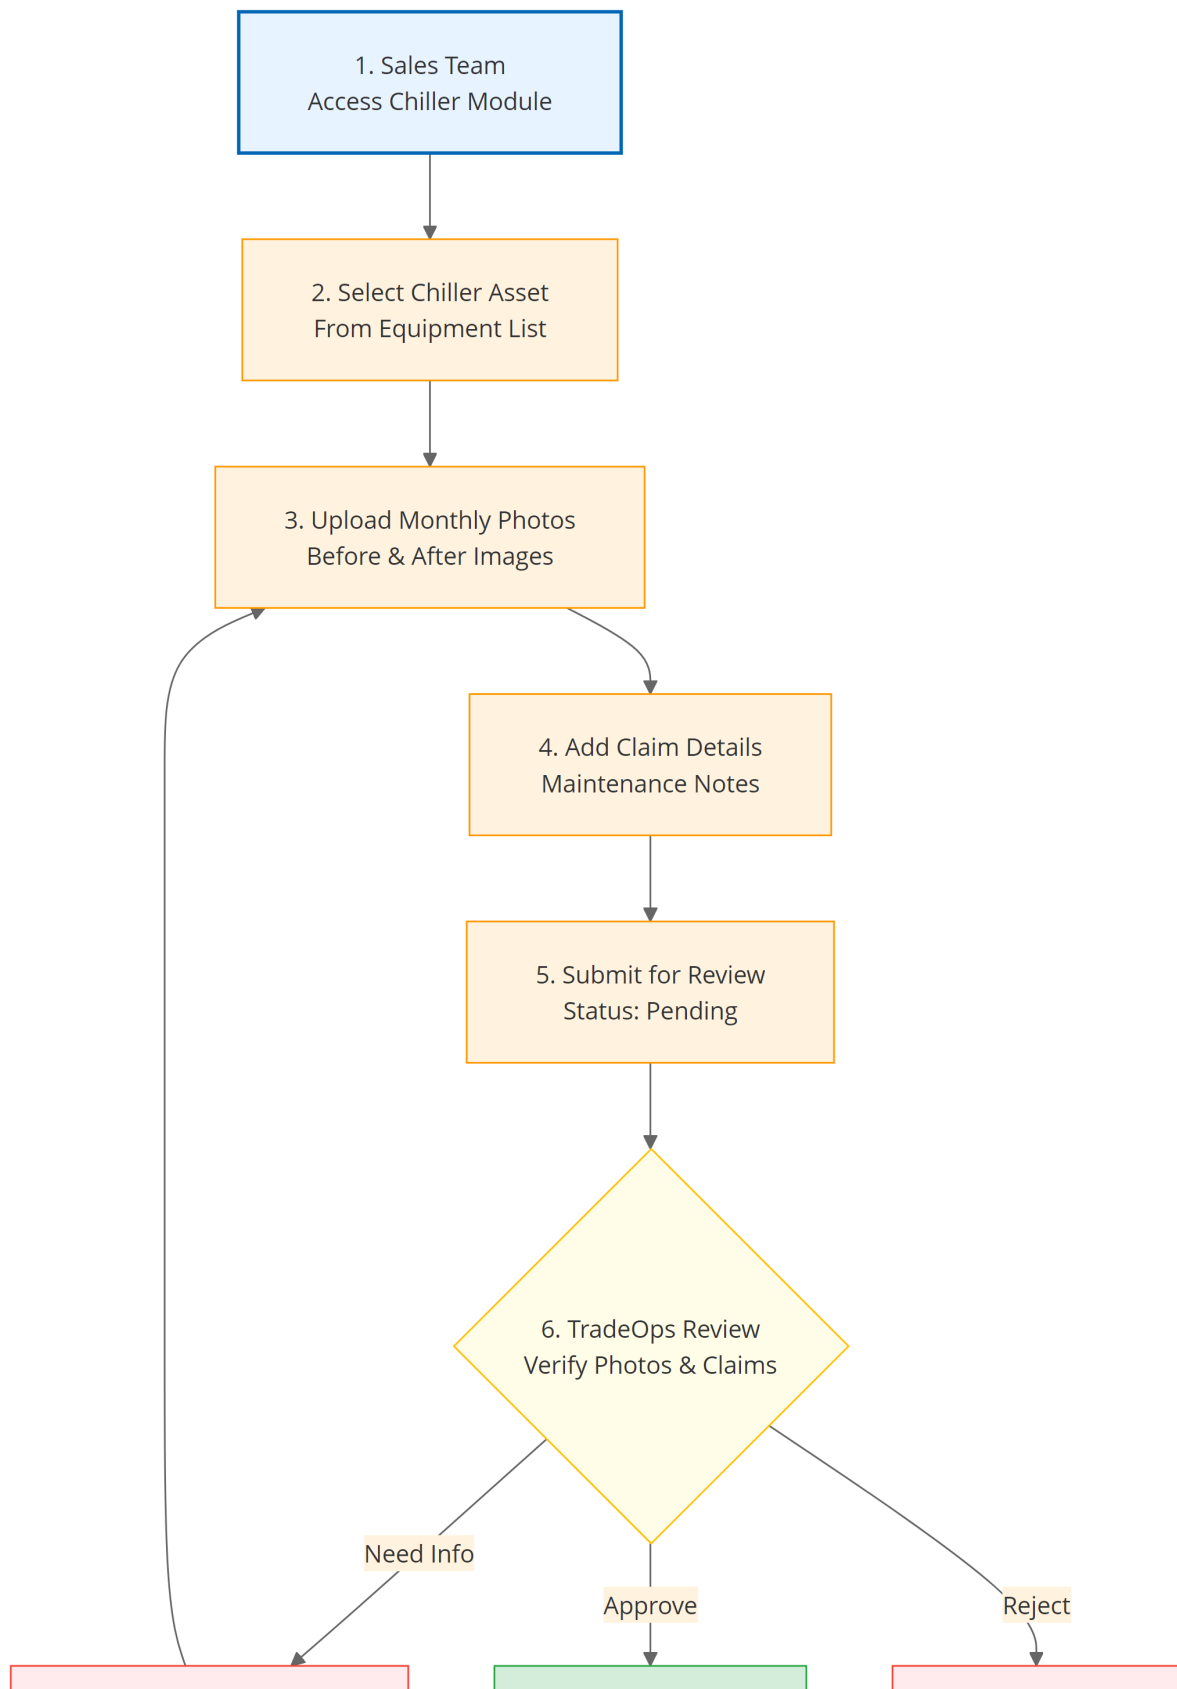 1. Sales Team
Access Chiller Module
2. Select Chiller Asset
From Equipment List
3. Upload Monthly Photos
Before & After Images
4. Add Claim Details
Maintenance Notes
5. Submit for Review
Status: Pending
6. TradeOps Review
Verify Photos & Claims
Need Info
Approve
Reject